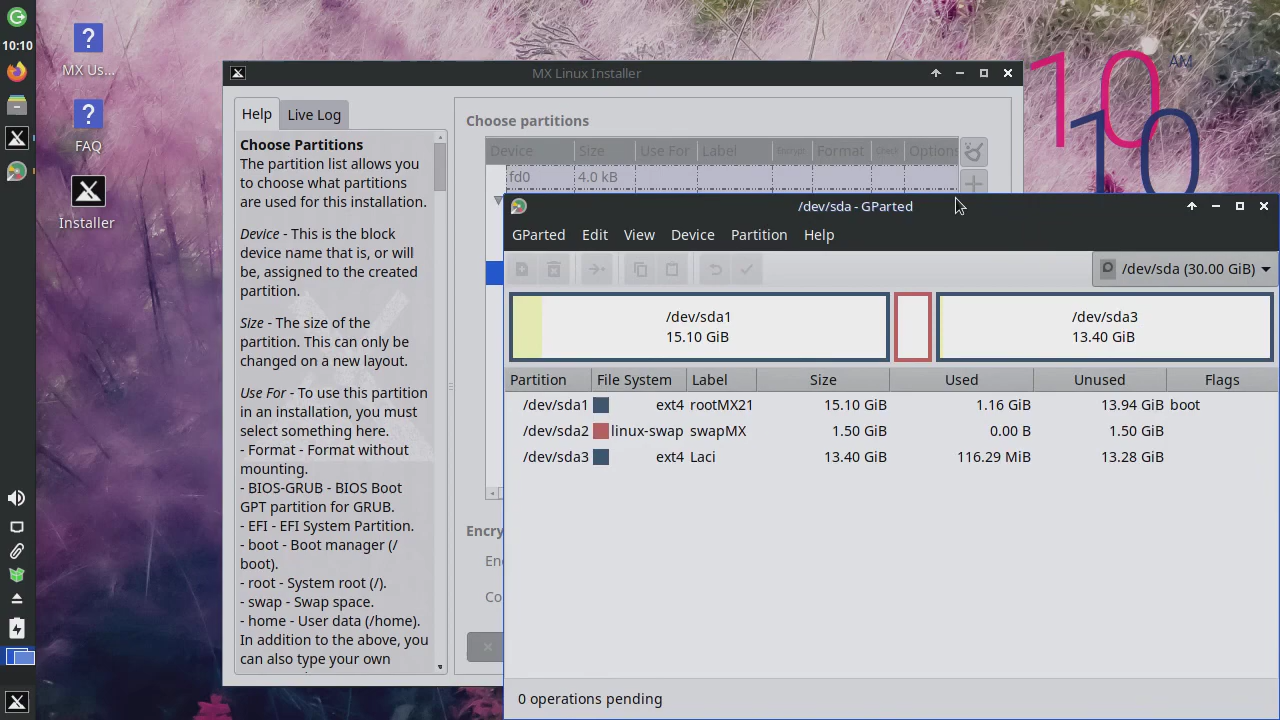 10:10
MX Us...
FAQ
Installer
10
AM
10
MX Linux Installer
Help
Live Log
Choose Partitions
The partition list allows you
to choose what partitions
are used for this installation.
Device - This is the block
device name that is, or will
be, assigned to the created
partition.
Size - The size of the
partition. This can only be
changed on a new layout.
Use For - To use this partition
in an installation, you must
select something here.
- Format - Format without
mounting.
- BIOS-GRUB - BIOS Boot
GPT partition for GRUB.
- EFI - EFI System Partition.
- boot - Boot manager (/
boot).
- root - System root (/).
- swap - Swap space.
- home - User data (/home).
In addition to the above, you
can also type your own
Choose partitions
Device Size Use For Label Encrypt Format Check Options
fd0 4.0 kB
Encry
Enc
Co
/dev/sda - GParted
GParted Edit View Device Partition Help
/dev/sda (30.00 GiB)
/dev/sda1
15.10 GiB
/dev/sda3
13.40 GiB
Partition File System Label Size Used Unused Flags
/dev/sda1 ext4 rootMX21 15.10 GiB 1.16 GiB 13.94 GiB boot
/dev/sda2 linux-swap swapMX 1.50 GiB 0.00 B 1.50 GiB
/dev/sda3 ext4 Laci 13.40 GiB 116.29 MiB 13.28 GiB
0 operations pending